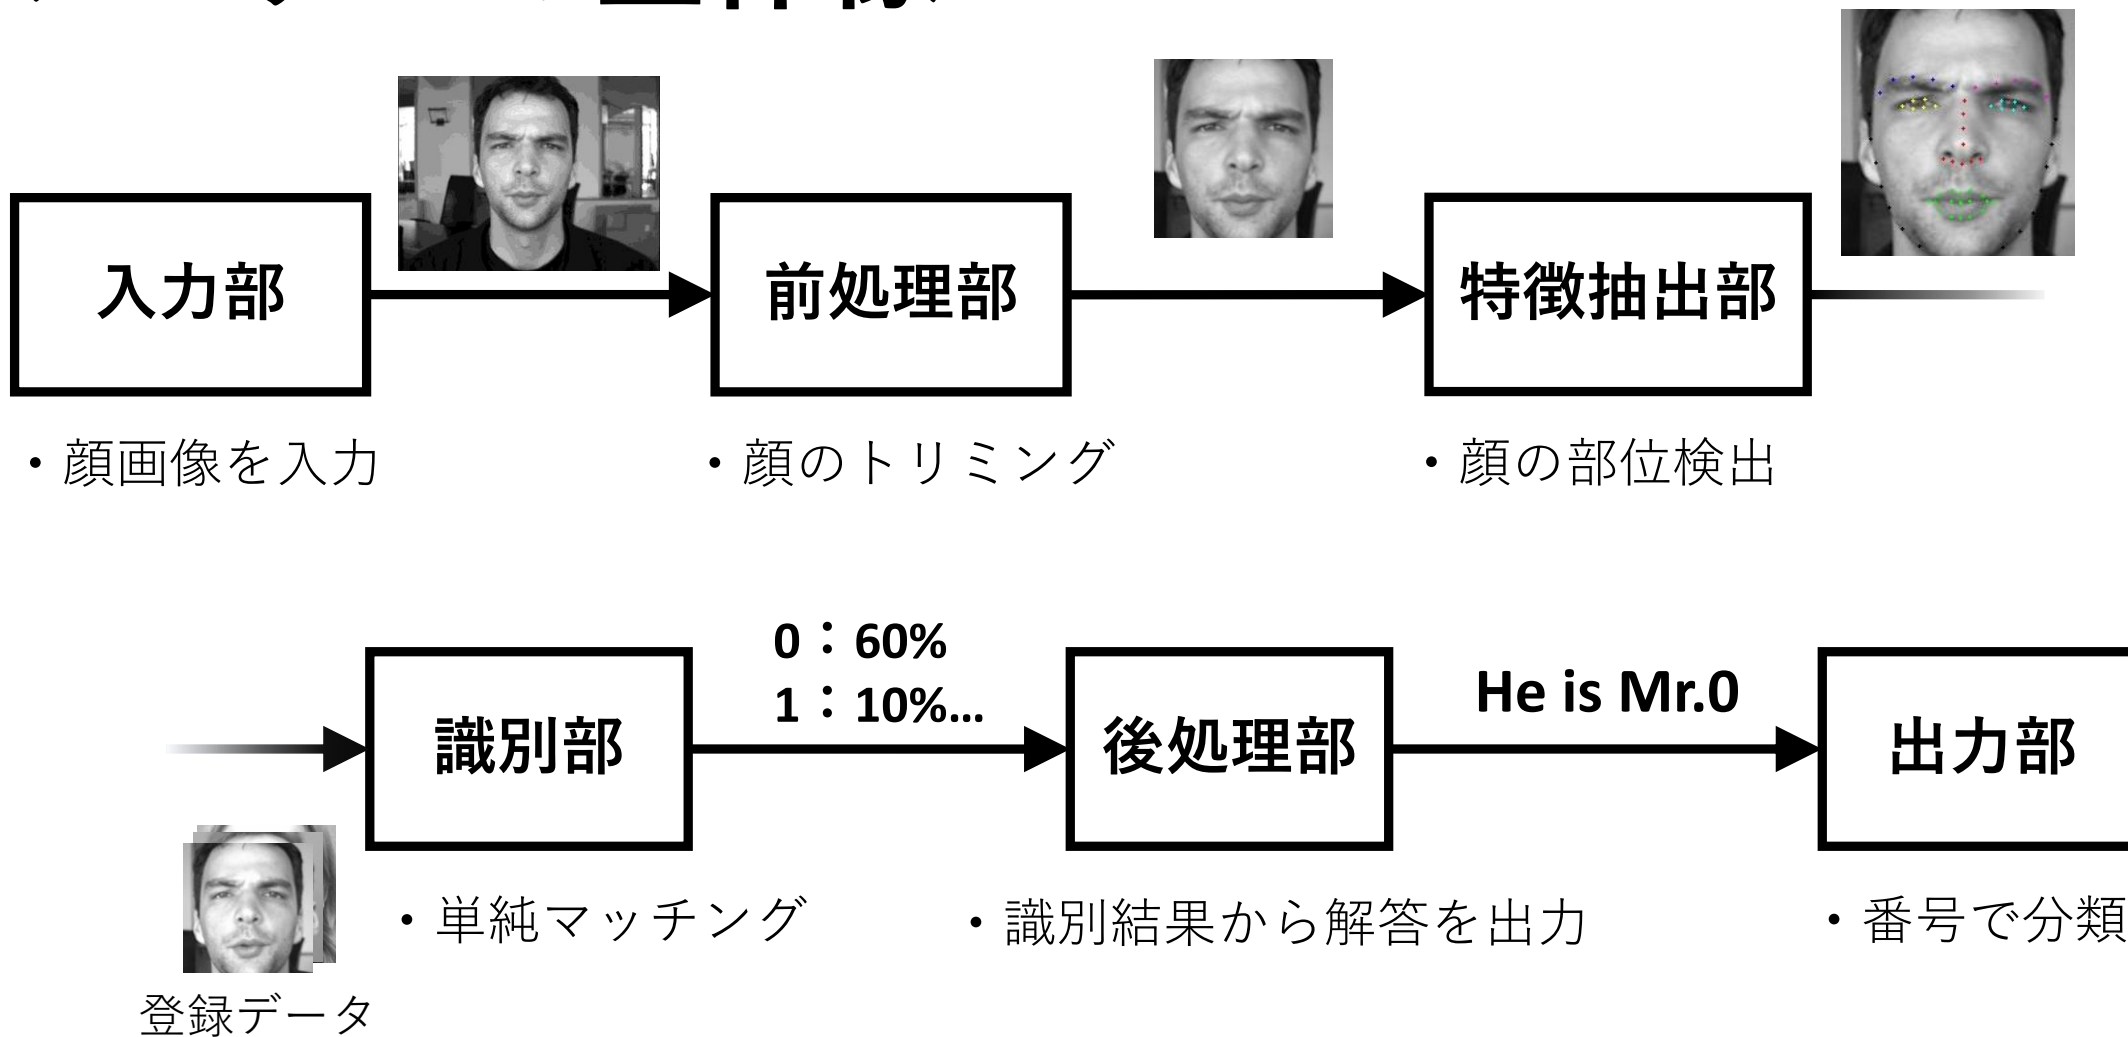 入力部
前処理部
特徴抽出部
・顔画像を入力
・顔のトリミング
・顔の部位検出
0：60%
1：10%...
He is Mr.0
識別部
後処理部
出力部
・単純マッチング
・識別結果から解答を出力
・番号で分類
登録データ